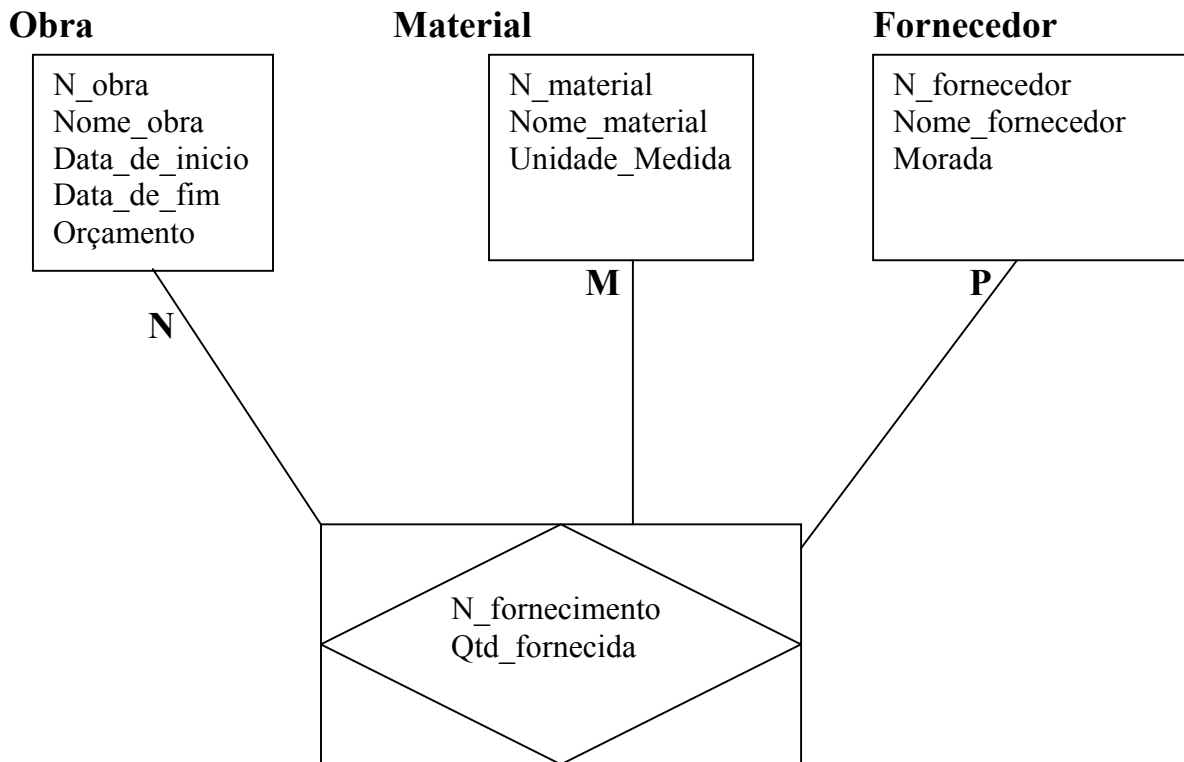 Obra
N_obra
Nome_obra
Data_de_inicio
Data_de_fim
Orçamento
Material
N_material
Nome_material
Unidade_Medida
Fornecedor
N_fornecedor
Nome_fornecedor
Morada
N
M
P
N_fornecimento
Qtd_fornecida